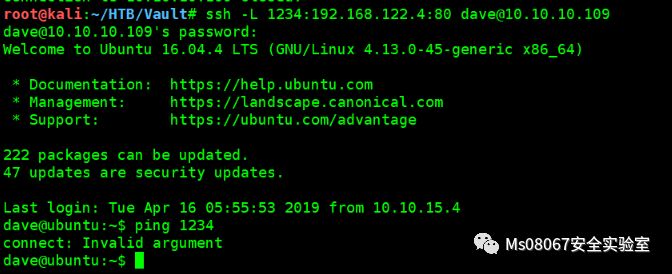 root@kali:~/HTB/Vault# ssh -L 1234:192.168.122.4:80 dave@10.10.10.109
dave@10.10.10.109's password:
Welcome to Ubuntu 16.04.4 LTS (GNU/Linux 4.13.0-45-generic x86_64)
* Documentation:  https://help.ubuntu.com
* Management:     https://landscape.canonical.com
* Support:        https://ubuntu.com/advantage
222 packages can be updated.
47 updates are security updates.
Last login: Tue Apr 16 05:55:53 2019 from 10.10.15.4
dave@ubuntu:~$ ping 1234
connect: Invalid argument
dave@ubuntu:~$
Ms08067安全实验室